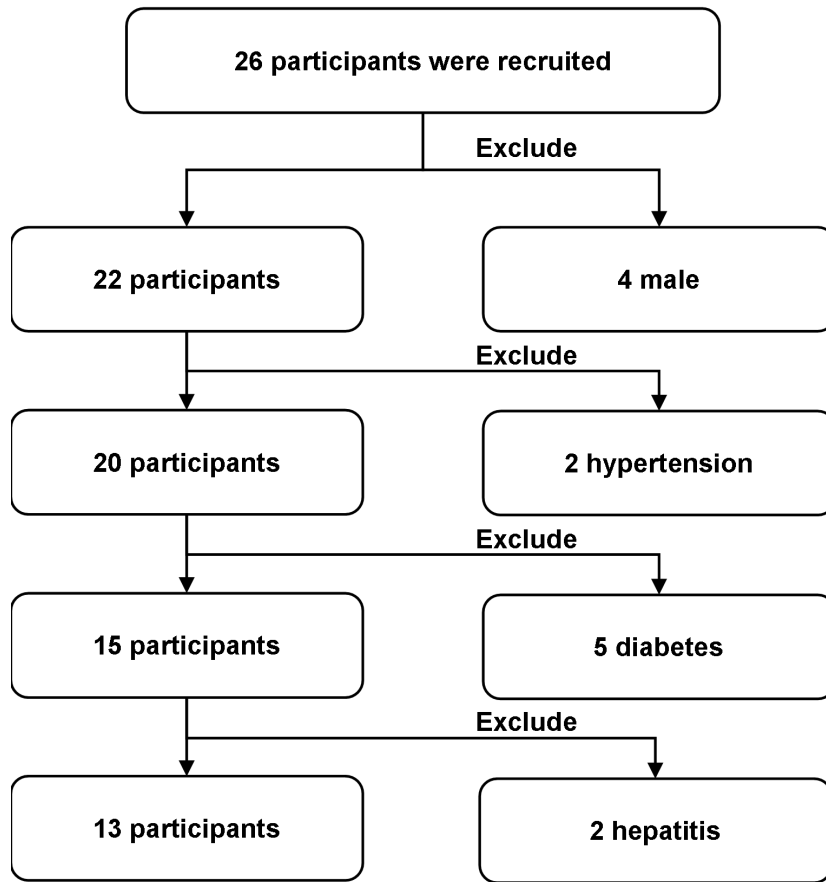 26 participants were recruited
Exclude
22 participants
4 male
Exclude
20 participants
2 hypertension
Exclude
15 participants
5 diabetes
Exclude
13 participants
2 hepatitis